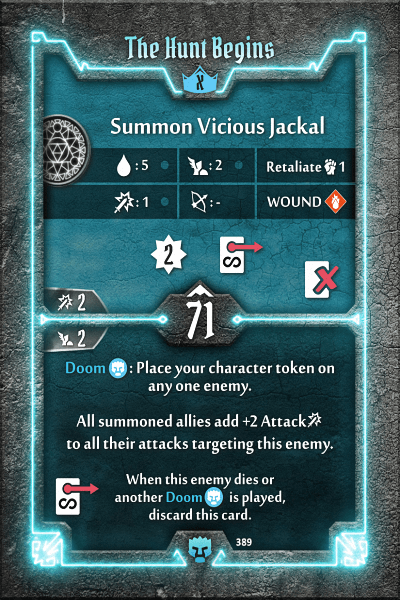 The Hunt Begins
X
Summon Vicious Jackal
: 5
: 2
Retaliate 1
: 1
: -
WOUND
2
S
2
71
2
Doom : Place your character token on
any one enemy.
All summoned allies add +2 Attack
to all their attacks targeting this enemy.
S
When this enemy dies or
another Doom is played,
discard this card.
389